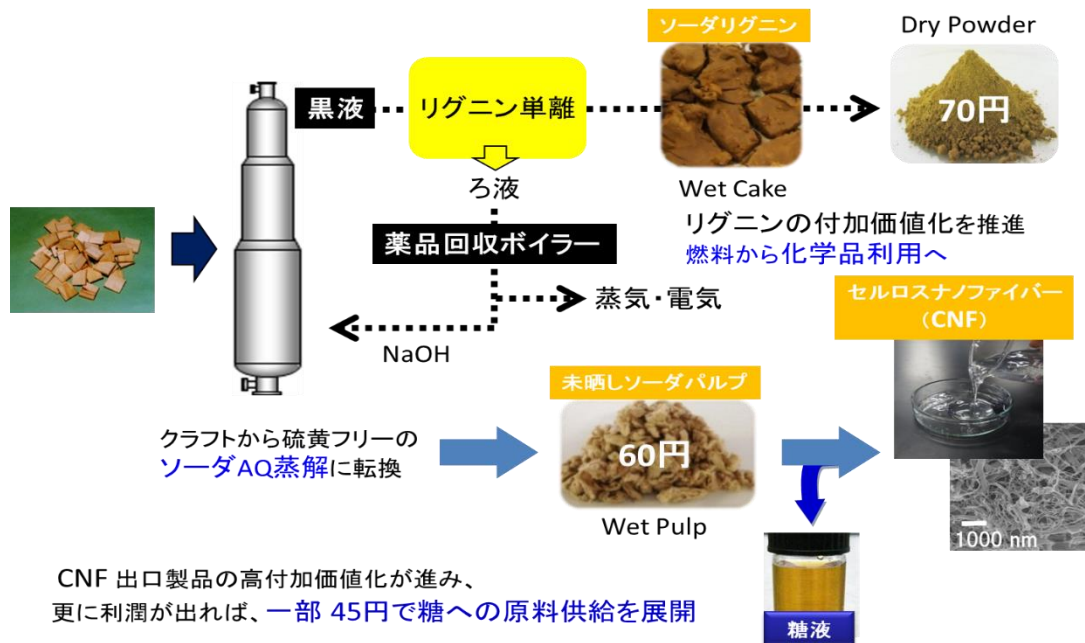 ソーダリグニン
Dry Powder
黒液
リグニン単離
70円
ろ液
Wet Cake
薬品回収ボイラー
リグニンの付加価値化を推進
燃料から化学品利用へ
蒸気・電気
NaOH
セルロスナノファイバー
(CNF)
未晒しソーダパルプ
クラフトから硫黄フリーの
ソーダAQ蒸解に転換
60円
Wet Pulp
1000 nm
CNF 出口製品の高付加価値化が進み、
更に利潤が出れば、一部 45円で糖への原料供給を展開
糖液